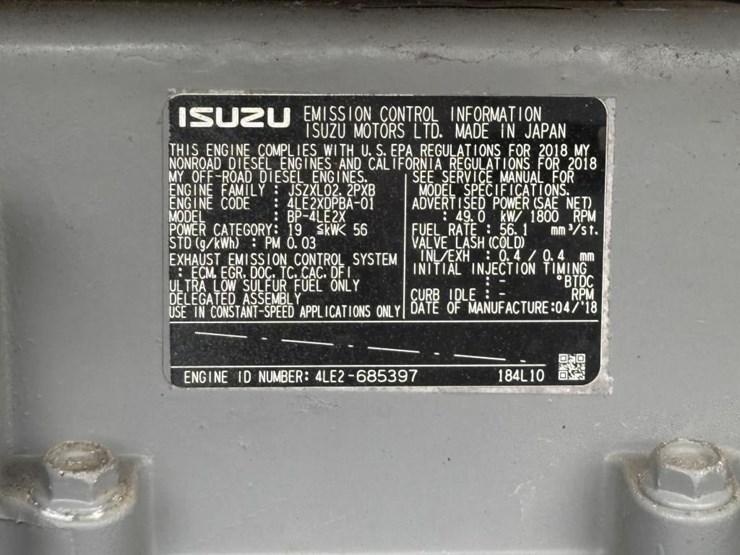 ISUZU EMISSION CONTROL INFORMATION
ISUZU MOTORS LTD. MADE IN JAPAN
THIS ENGINE COMPLIES WITH U.S. EPA REGULATIONS FOR 2018 MY
NONROAD DIESEL ENGINES AND CALIFORNIA REGULATIONS FOR 2018
MY OFF-ROAD DIESEL ENGINES.
ENGINE FAMILY : JSZXL02.2PXB
ENGINE CODE : 4LE2XDPBA-01
MODEL : BP-4LE2X
POWER CATEGORY: 19 ≤kW< 56
STD (g/kWh) : PM 0.03
EXHAUST EMISSION CONTROL SYSTEM
: ECM, EGR, DOC, TC, CAC, DFI
ULTRA LOW SULFUR FUEL ONLY
DELEGATED ASSEMBLY
USE IN CONSTANT-SPEED APPLICATIONS ONLY
SEE SERVICE MANUAL FOR
MODEL SPECIFICATIONS.
ADVERTISED POWER (SAE NET)
: 49.0 kW/ 1800 RPM
FUEL RATE : 56.1 mm³/st.
VALVE LASH (COLD)
INL/EXH : 0.4 / 0.4 mm
INITIAL INJECTION TIMING
: - °BTDC
CURB IDLE : - RPM
DATE OF MANUFACTURE:04/'18
ENGINE ID NUMBER: 4LE2-685397 184L10